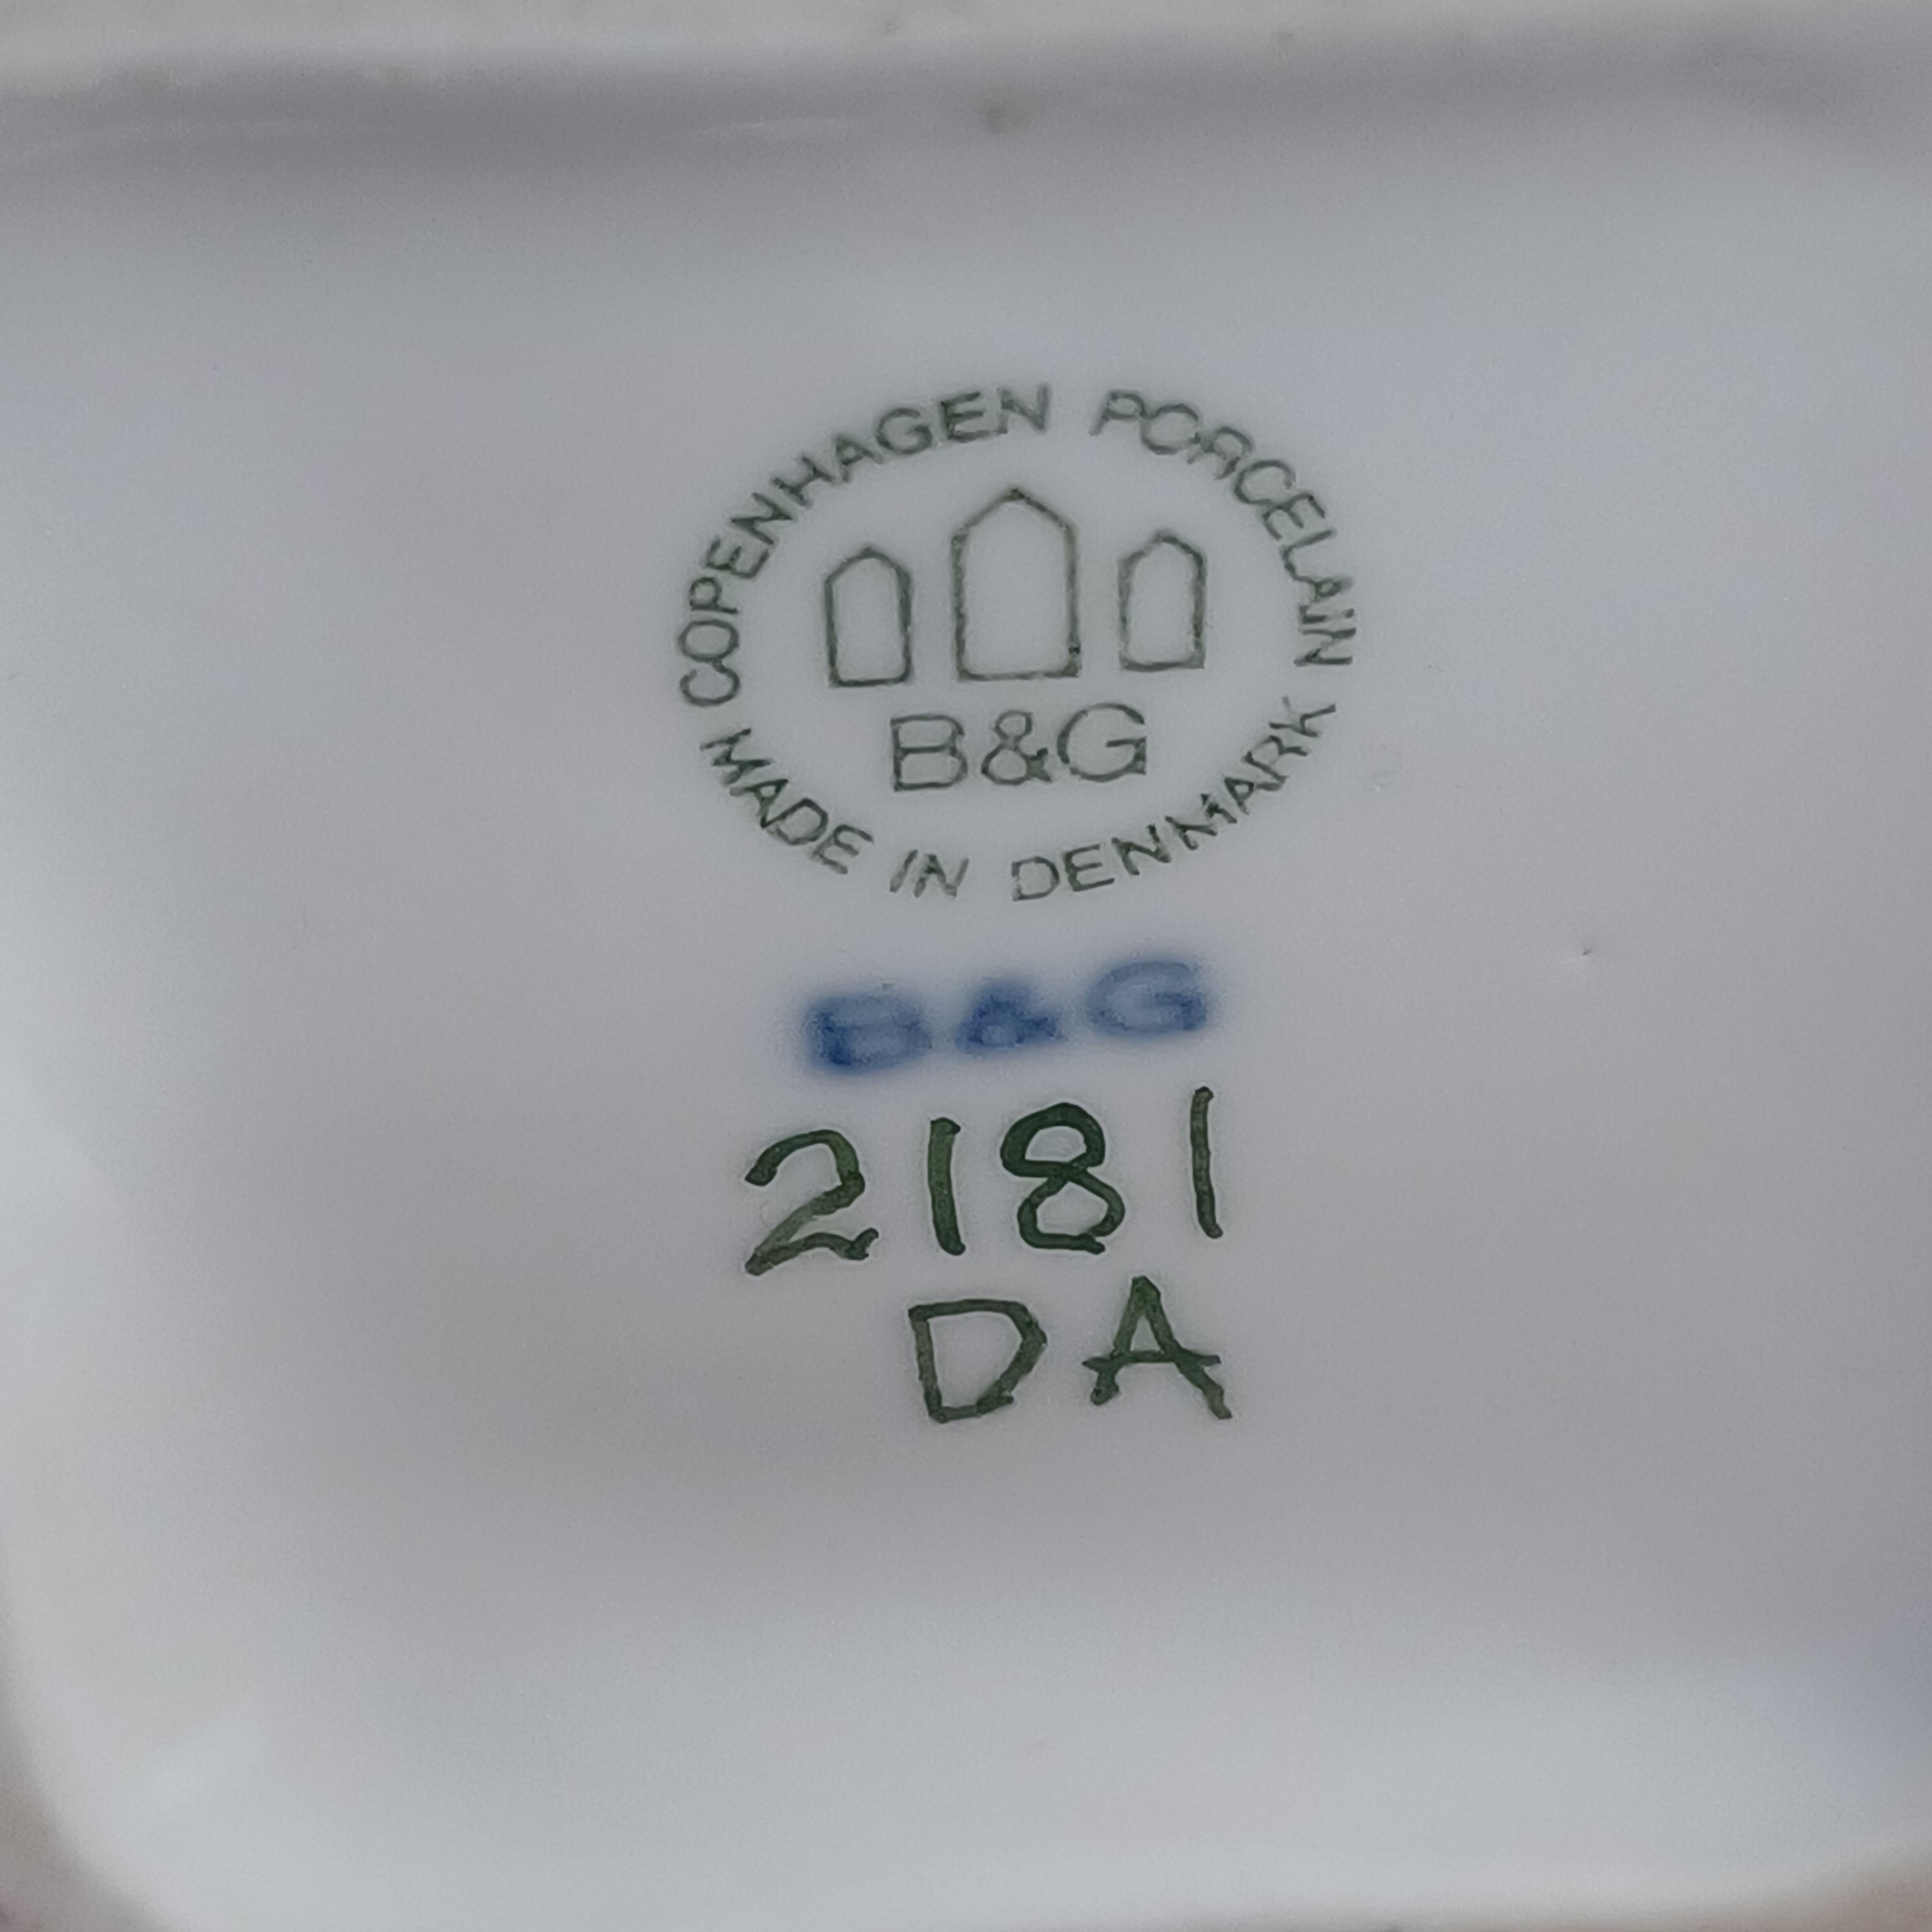 COPENHAGEN PORCELAIN
B&G
MADE IN DENMARK
B&G
2181
DA